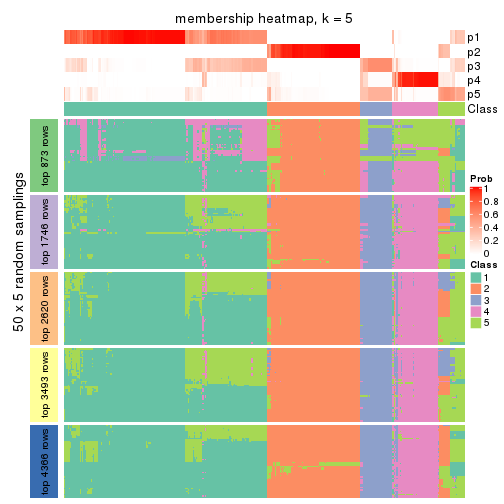 membership heatmap, k = 5
p1
p2
p3
p4
p5
Class
50 x 5 random samplings
top 873 rows
top 1746 rows
top 2620 rows
top 3493 rows
top 4366 rows
Prob
1
0.8
0.6
0.4
0.2
0
Class
1
2
3
4
5